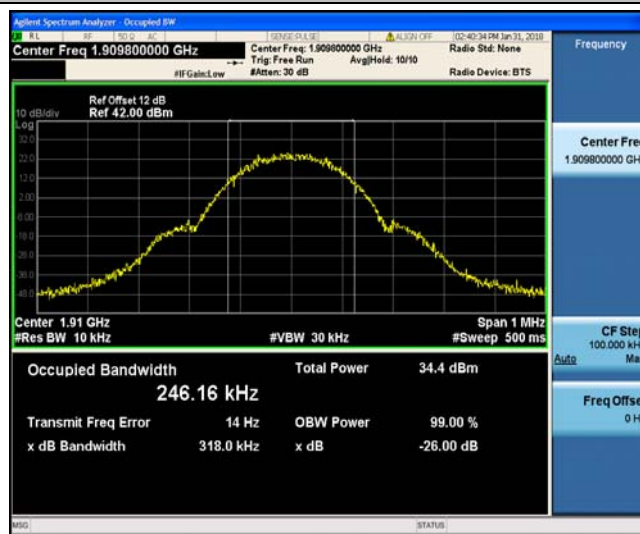 Agilent Spectrum Analyzer - Occupied BW
RL RF 50 Ω AC SENSE:PULSE ALIGN OFF 02:40:34 PM Jan 31, 2018
Center Freq 1.909800000 GHz Center Freq: 1.909800000 GHz Radio Std: None Frequency
Trig: Free Run Avg|Hold: 10/10
#IFGain:Low #Atten: 30 dB Radio Device: BTS
Ref Offset 12 dB
10 dB/div Ref 42.00 dBm
Log
32.0
22.0
12.0
2.00
-8.00
-18.0
-28.0
-38.0
-48.0
Center Fre
1.909800000 GH
Center 1.91 GHz Span 1 MHz
#Res BW 10 kHz #VBW 30 kHz #Sweep 500 ms
CF Step
100.000 kH
Auto Ma
Occupied Bandwidth Total Power 34.4 dBm
246.16 kHz
Transmit Freq Error 14 Hz OBW Power 99.00 %
x dB Bandwidth 318.0 kHz x dB -26.00 dB
Freq Offse
0 H
MSG STATUS